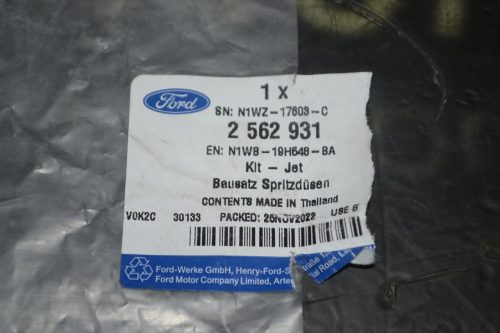 Ford
1 x
SN: N1WZ-17603-C
2 562 931
EN: N1WB-19H548-BA
Kit - Jet
Bausatz Spritzdüsen
CONTENTS MADE IN Thailand
V0K2C 30133 PACKED: 25NOV2022 USE B
Ford-Werke GmbH, Henry-Ford-S
Ford Motor Company Limited,